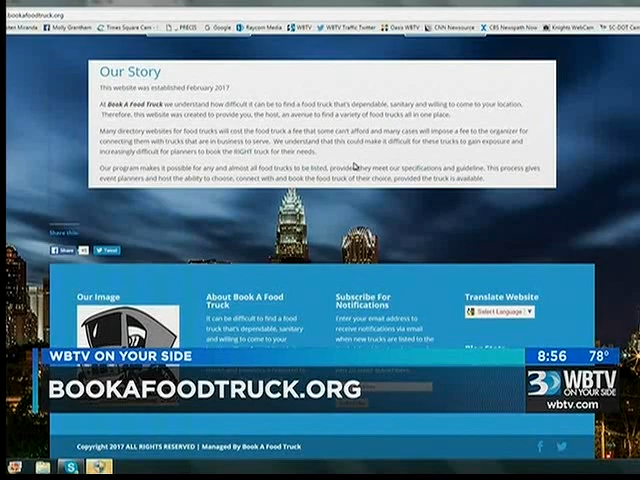 bookafoodtruck.org
Miranda Molly Grantham Times Square Cam - PRECIS Google Raycom Media WBTV WBTV Traffic Twitter Oasis WBTV CNN Newsource CBS Newspath Now Knights WebCam SC-DOT Cam
Our Story
This website was established February 2017
At Book A Food Truck we understand how difficult it can be to find a food truck that's dependable, sanitary and willing to come to your location.
Therefore, this website was created to provide you, the host, an avenue to find a variety of food trucks all in one place.
Many directory websites for food trucks will cost the food truck a fee that some can't afford and many cases will impose a fee to the organizer for
connecting them with trucks that are in business to serve. We understand this could make it difficult for these trucks to gain exposure and
increasingly difficult for planners to book the RIGHT truck for their needs.
Our program makes it possible for any and almost all food trucks to be listed, provided they meet our specifications and guideline. This process gives
event planners and host the ability to choose, connect with and book the food truck of their choice, provided the truck is available.
Share this:
Share Tweet
Our Image
About Book A Food
Truck
It can be difficult to find a food
truck that's dependable, sanitary
and willing to come to your
Subscribe For
Notifications
Enter your email address to
receive notifications via email
when new trucks are listed to the
Translate Website
Select Language
WBTV ON YOUR SIDE
8:56 78°
BOOKAFOODTRUCK.ORG
3 WBTV
ON YOUR SIDE
wbtv.com
Copyright 2017 ALL RIGHTS RESERVED | Managed By Book A Food Truck